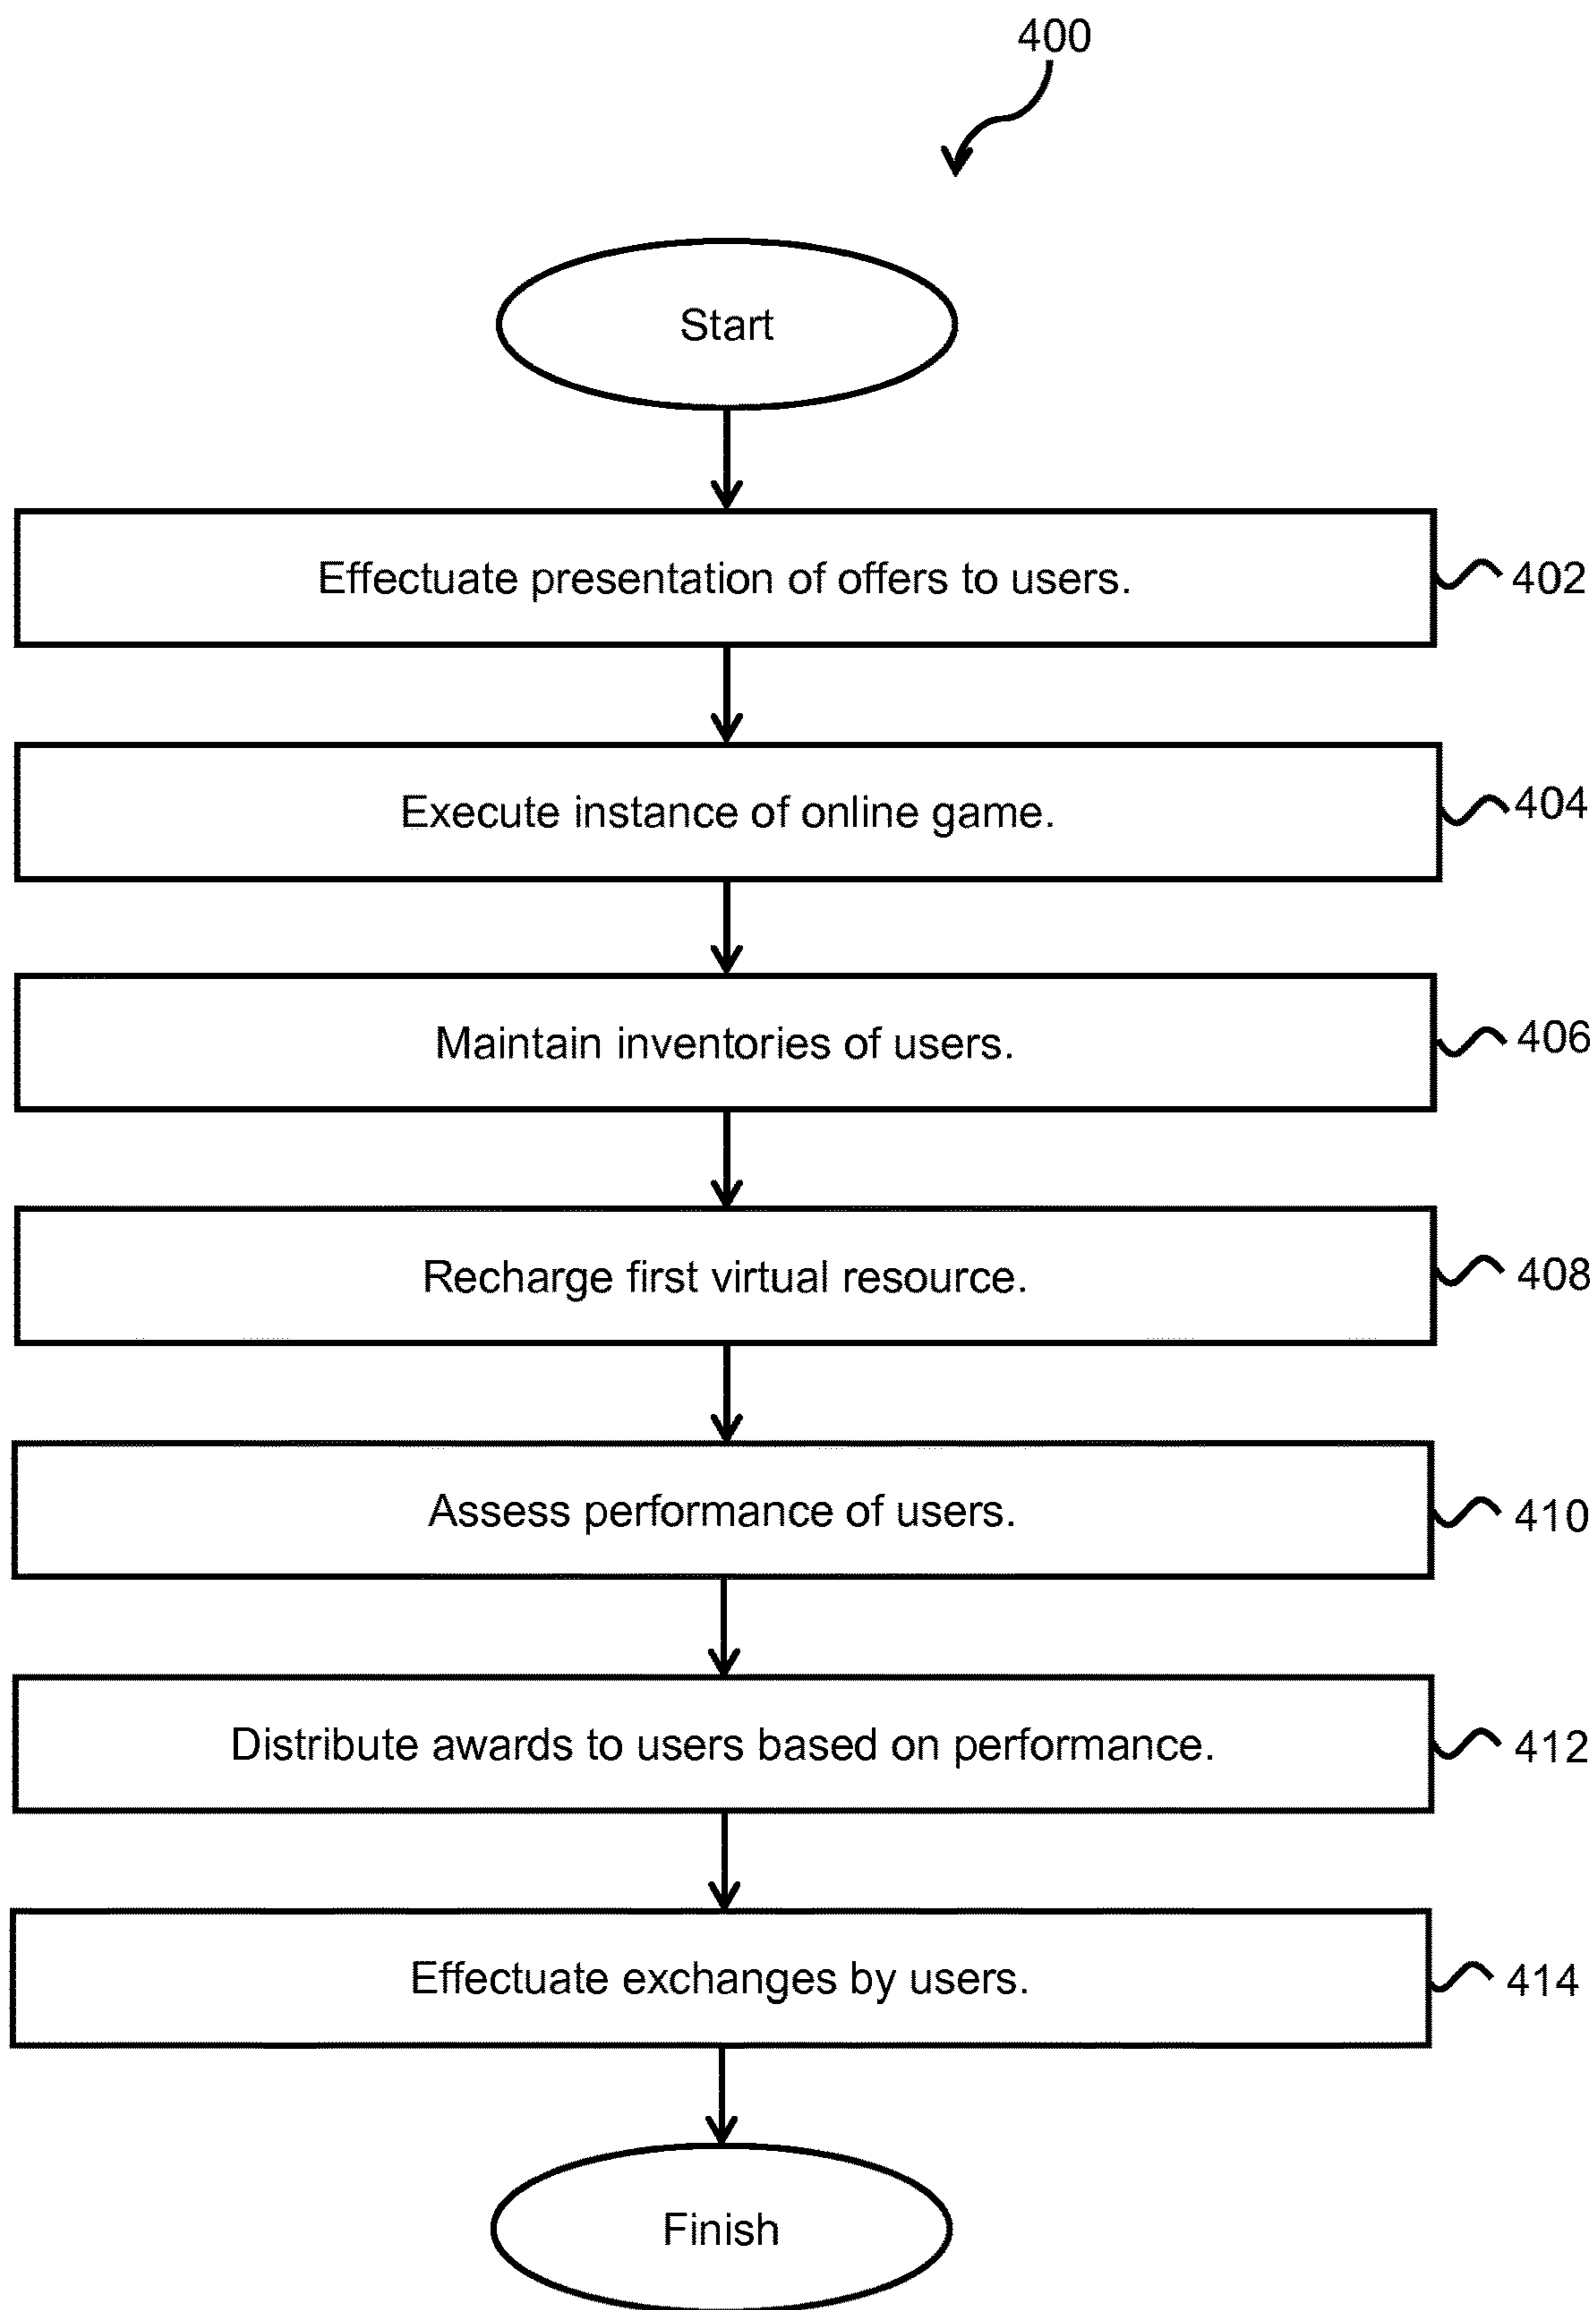 400
Start
Effectuate presentation of offers to users.
402
Execute instance of online game.
404
Maintain inventories of users.
406
Recharge first virtual resource.
408
Assess performance of users.
410
Distribute awards to users based on performance.
412
Effectuate exchanges by users.
414
Finish